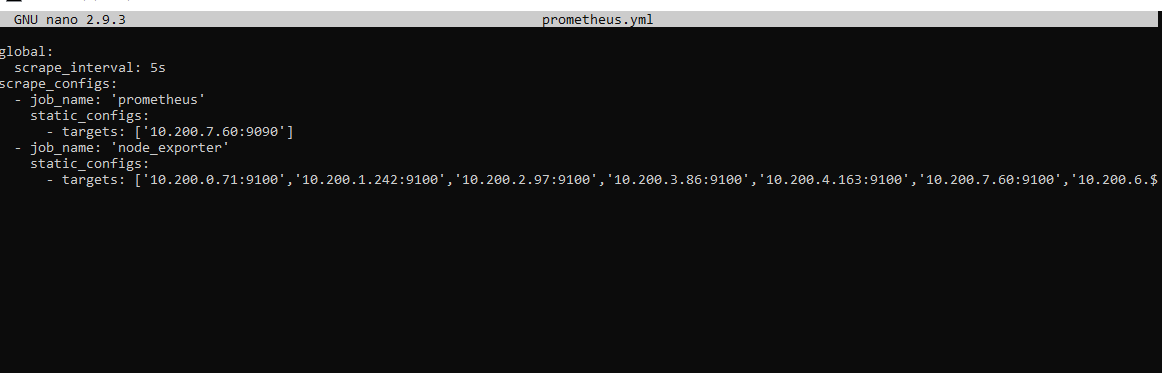 GNU nano 2.9.3 prometheus.yml
global:
  scrape_interval: 5s
scrape_configs:
  - job_name: 'prometheus'
    static_configs:
      - targets: ['10.200.7.60:9090']
  - job_name: 'node_exporter'
    static_configs:
      - targets: ['10.200.0.71:9100','10.200.1.242:9100','10.200.2.97:9100','10.200.3.86:9100','10.200.4.163:9100','10.200.7.60:9100','10.200.6.$